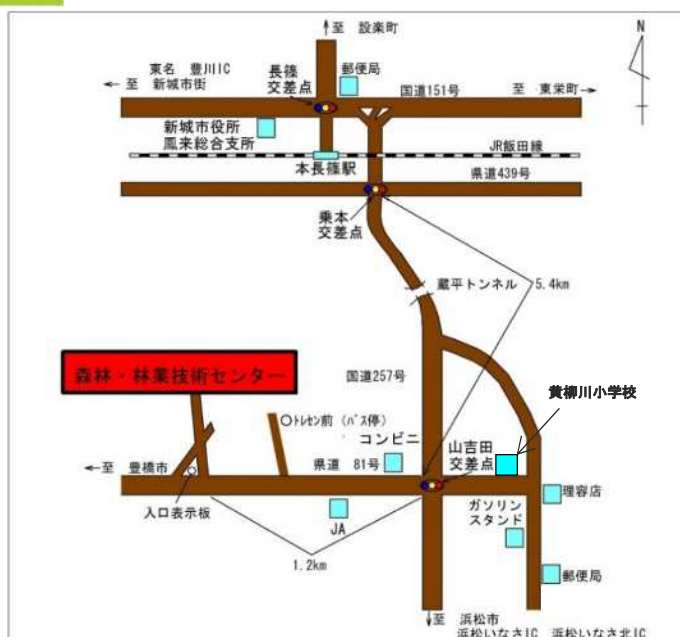 ↑至 設楽町
N
東名 豊川IC
←至 新城市街
長篠
交差点
郵便局
国道151号
至 東栄町→
新城市役所
鳳来総合支所
JR飯田線
本長篠駅
県道439号
乗本
交差点
蔵平トンネル
5.4km
森林・林業技術センター
国道257号
黄柳川小学校
〇トレセン前 (バス停)
コンビニ
山吉田
交差点
←至 豊橋市
県道 81号
入口表示板
JA
ガソリン
スタンド
理容店
1.2km
郵便局
↓至 浜松市
浜松いなさIC 浜松いなさ北IC